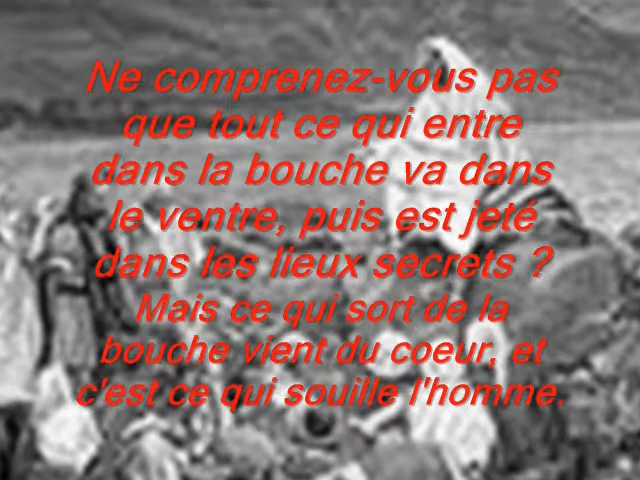 Ne comprenez-vous pas
que tout ce qui entre
dans la bouche va dans
le ventre, puis est jeté
dans les lieux secrets ?
Mais ce qui sort de la
bouche vient du coeur, et
c'est ce qui souille l'homme.